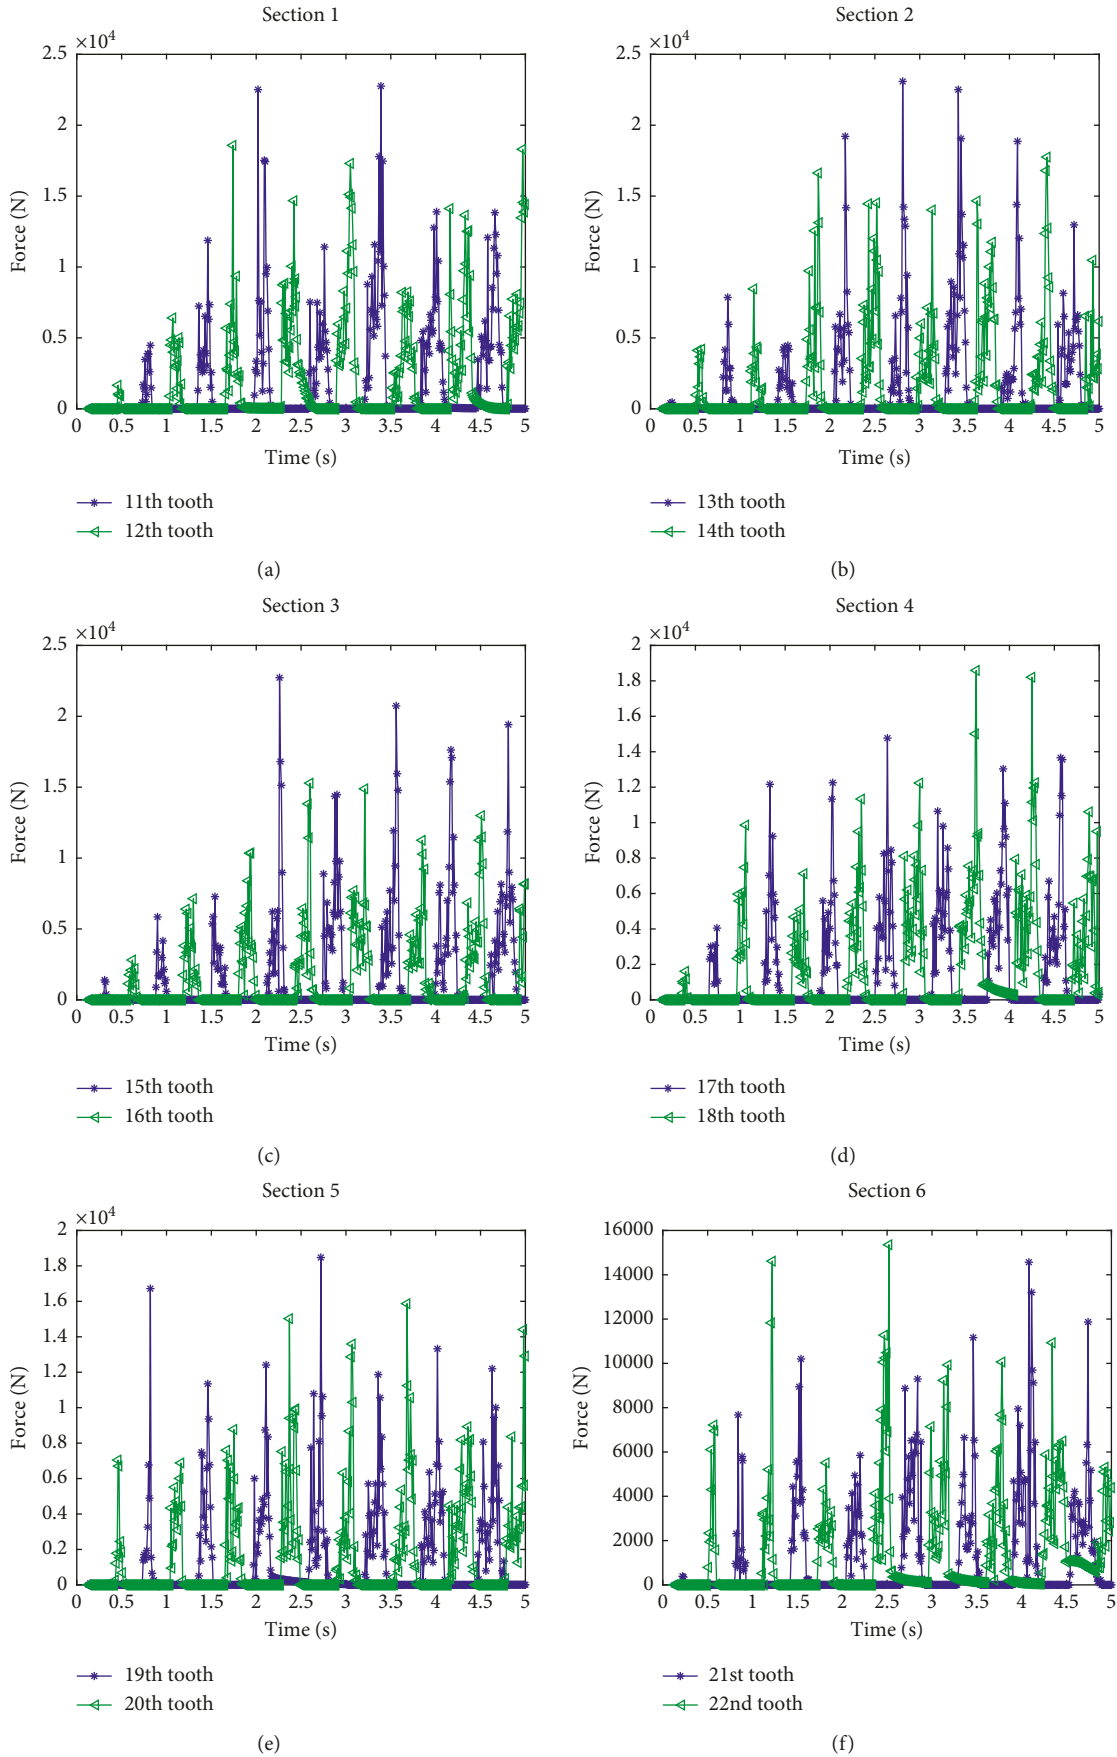 Section 1
×10⁴
2.5
2
1.5
1
0.5
0
Force (N)
0 0.5 1 1.5 2 2.5 3 3.5 4 4.5 5
Time (s)
11th tooth
12th tooth
(a)
Section 2
×10⁴
2.5
2
1.5
1
0.5
0
Force (N)
0 0.5 1 1.5 2 2.5 3 3.5 4 4.5 5
Time (s)
13th tooth
14th tooth
(b)
Section 3
×10⁴
2.5
2
1.5
1
0.5
0
Force (N)
0 0.5 1 1.5 2 2.5 3 3.5 4 4.5 5
Time (s)
15th tooth
16th tooth
(c)
Section 4
×10⁴
2
1.8
1.6
1.4
1.2
1
0.8
0.6
0.4
0.2
0
Force (N)
0 0.5 1 1.5 2 2.5 3 3.5 4 4.5 5
Time (s)
17th tooth
18th tooth
(d)
Section 5
×10⁴
2
1.8
1.6
1.4
1.2
1
0.8
0.6
0.4
0.2
0
Force (N)
0 0.5 1 1.5 2 2.5 3 3.5 4 4.5 5
Time (s)
19th tooth
20th tooth
(e)
Section 6
16000
14000
12000
10000
8000
6000
4000
2000
0
Force (N)
0 0.5 1 1.5 2 2.5 3 3.5 4 4.5 5
Time (s)
21st tooth
22nd tooth
(f)